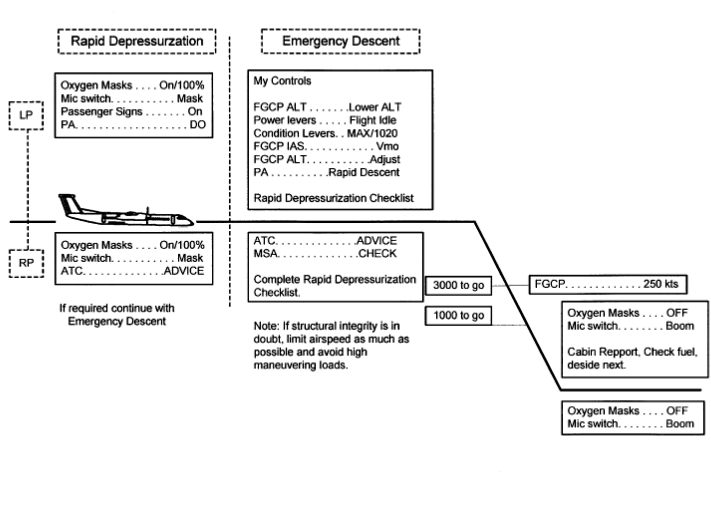 Rapid Depressurzation
Emergency Descent
LP
Oxygen Masks . . . . On/100%
Mic switch. . . . . . . . . . . Mask
Passenger Signs . . . . . . . On
PA. . . . . . . . . . . . . . . . . . DO
My Controls
FGCP ALT . . . . . . .Lower ALT
Power levers . . . . . Flight Idle
Condition Levers. . MAX/1020
FGCP IAS. . . . . . . . . . . . Vmo
FGCP ALT. . . . . . . . . . .Adjust
PA . . . . . . . . . .Rapid Descent
Rapid Depressurization Checklist
RP
Oxygen Masks . . . . On/100%
Mic switch. . . . . . . . . . . Mask
ATC. . . . . . . . . . . . .ADVICE
If required continue with
Emergency Descent
ATC. . . . . . . . . . . . .ADVICE
MSA. . . . . . . . . . . . .CHECK
Complete Rapid Depressurization
Checklist.
Note: If structural integrity is in
doubt, limit airspeed as much as
possible and avoid high
maneuvering loads.
3000 to go
FGCP. . . . . . . . . . . . . 250 kts
1000 to go
Oxygen Masks . . . . OFF
Mic switch. . . . . . . . Boom
Cabin Repport, Check fuel,
deside next.
Oxygen Masks . . . . OFF
Mic switch. . . . . . . . Boom